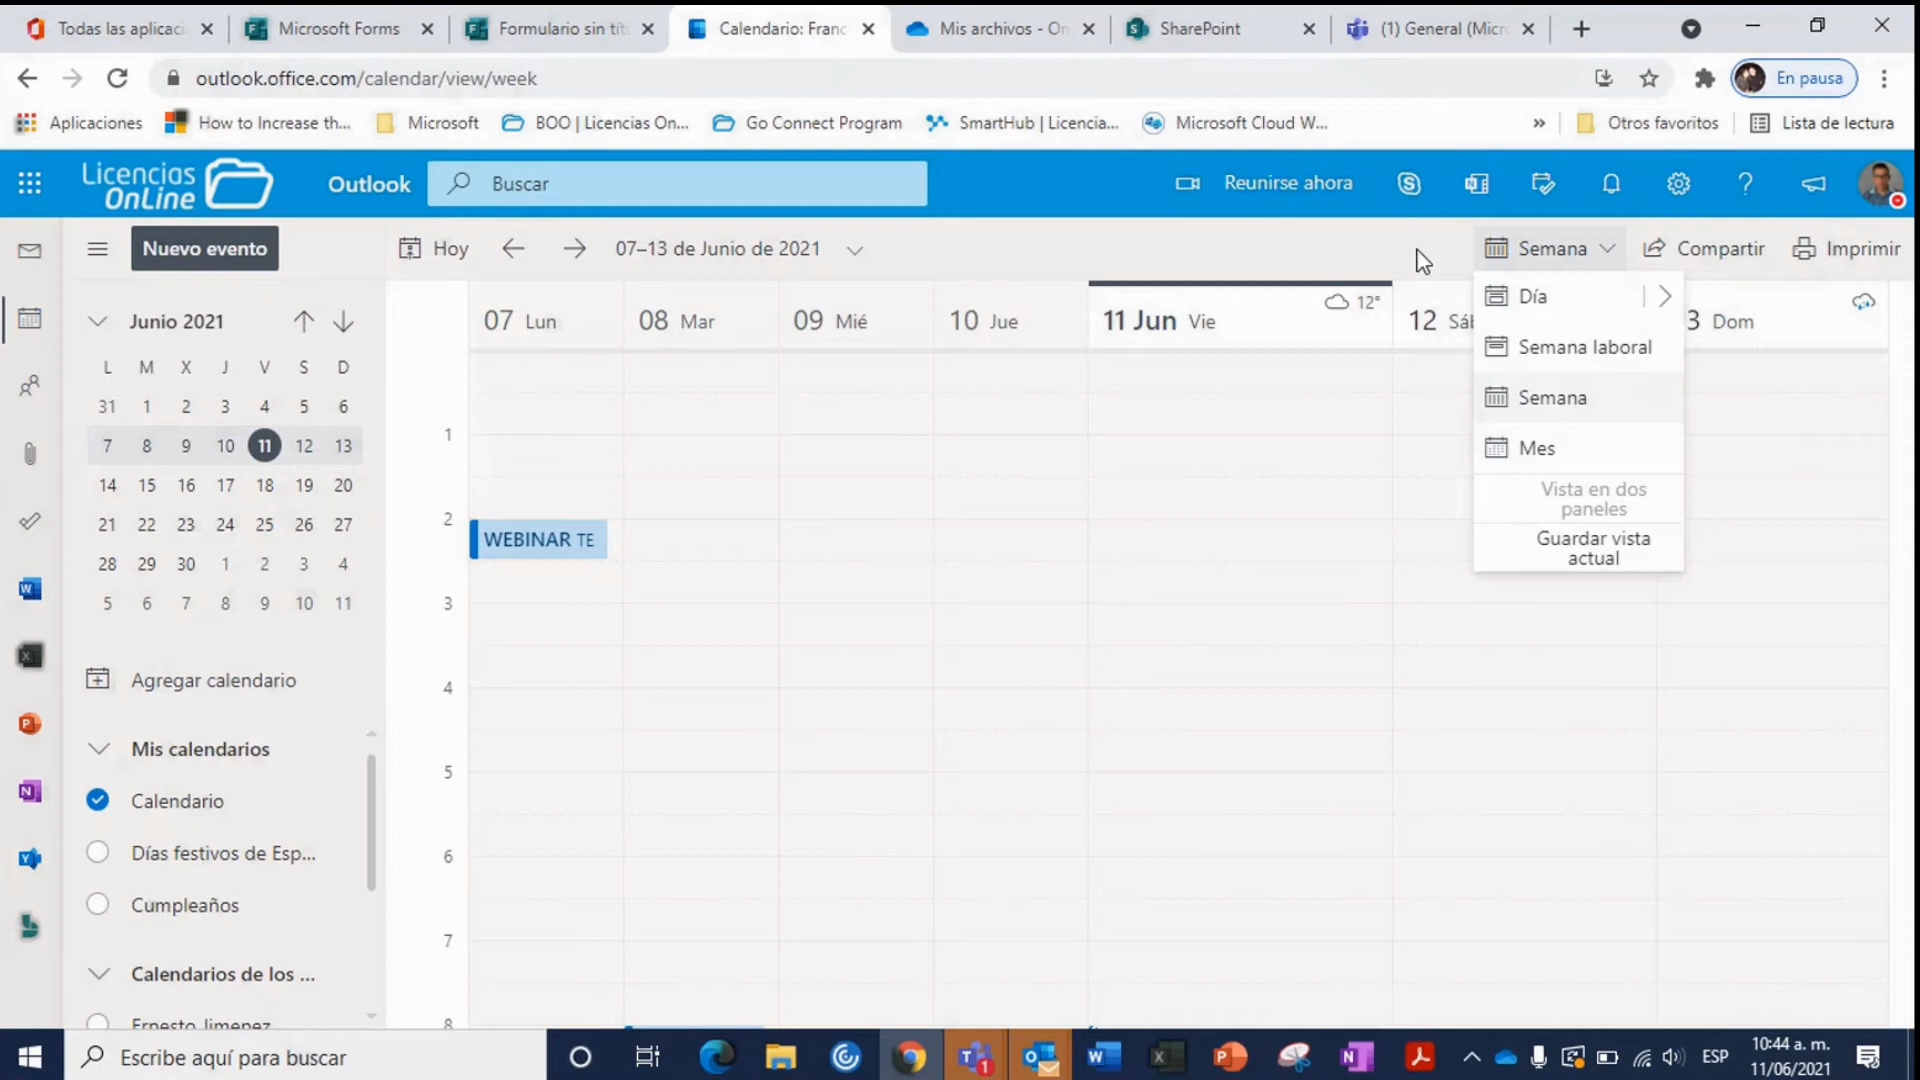 Todas las aplicaci
Microsoft Forms
Formulario sin títu
Calendario: Franc
Mis archivos - On
SharePoint
(1) General (Micro
outlook.office.com/calendar/view/week
En pausa
Aplicaciones
How to Increase th...
Microsoft
BOO | Licencias On...
Go Connect Program
SmartHub | Licencia...
Microsoft Cloud W...
»
Otros favoritos
Lista de lectura
Licencias
OnLine
Outlook
Buscar
Reunirse ahora
Nuevo evento
Hoy
07–13 de Junio de 2021
Semana
Compartir
Imprimir
Junio 2021
L M X J V S D
31 1 2 3 4 5 6
7 8 9 10 11 12 13
14 15 16 17 18 19 20
21 22 23 24 25 26 27
28 29 30 1 2 3 4
5 6 7 8 9 10 11
Agregar calendario
Mis calendarios
Calendario
Días festivos de Esp...
Cumpleaños
Calendarios de los ...
Ernesto Jimenez
07 Lun
08 Mar
09 Mié
10 Jue
11 Jun Vie
12°
12 Sáb
3 Dom
1
2
WEBINAR TE
3
4
5
6
7
8
Día
Semana laboral
Semana
Mes
Vista en dos
paneles
Guardar vista
actual
Escribe aquí para buscar
1
ESP
10:44 a. m.
11/06/2021